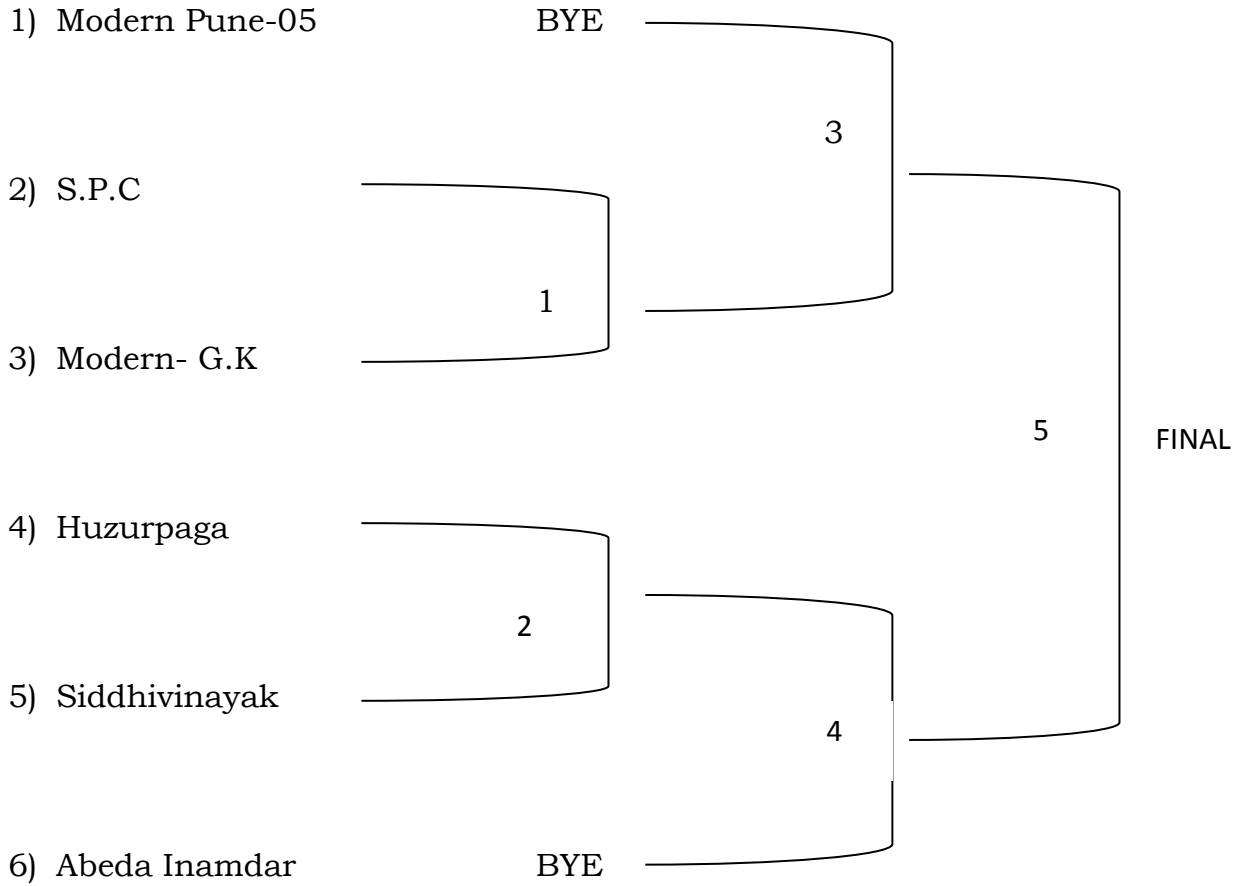 1) Modern Pune-05 BYE
3
2) S.P.C
1
3) Modern- G.K
5
FINAL
4) Huzurpaga
2
5) Siddhivinayak
4
6) Abeda Inamdar BYE